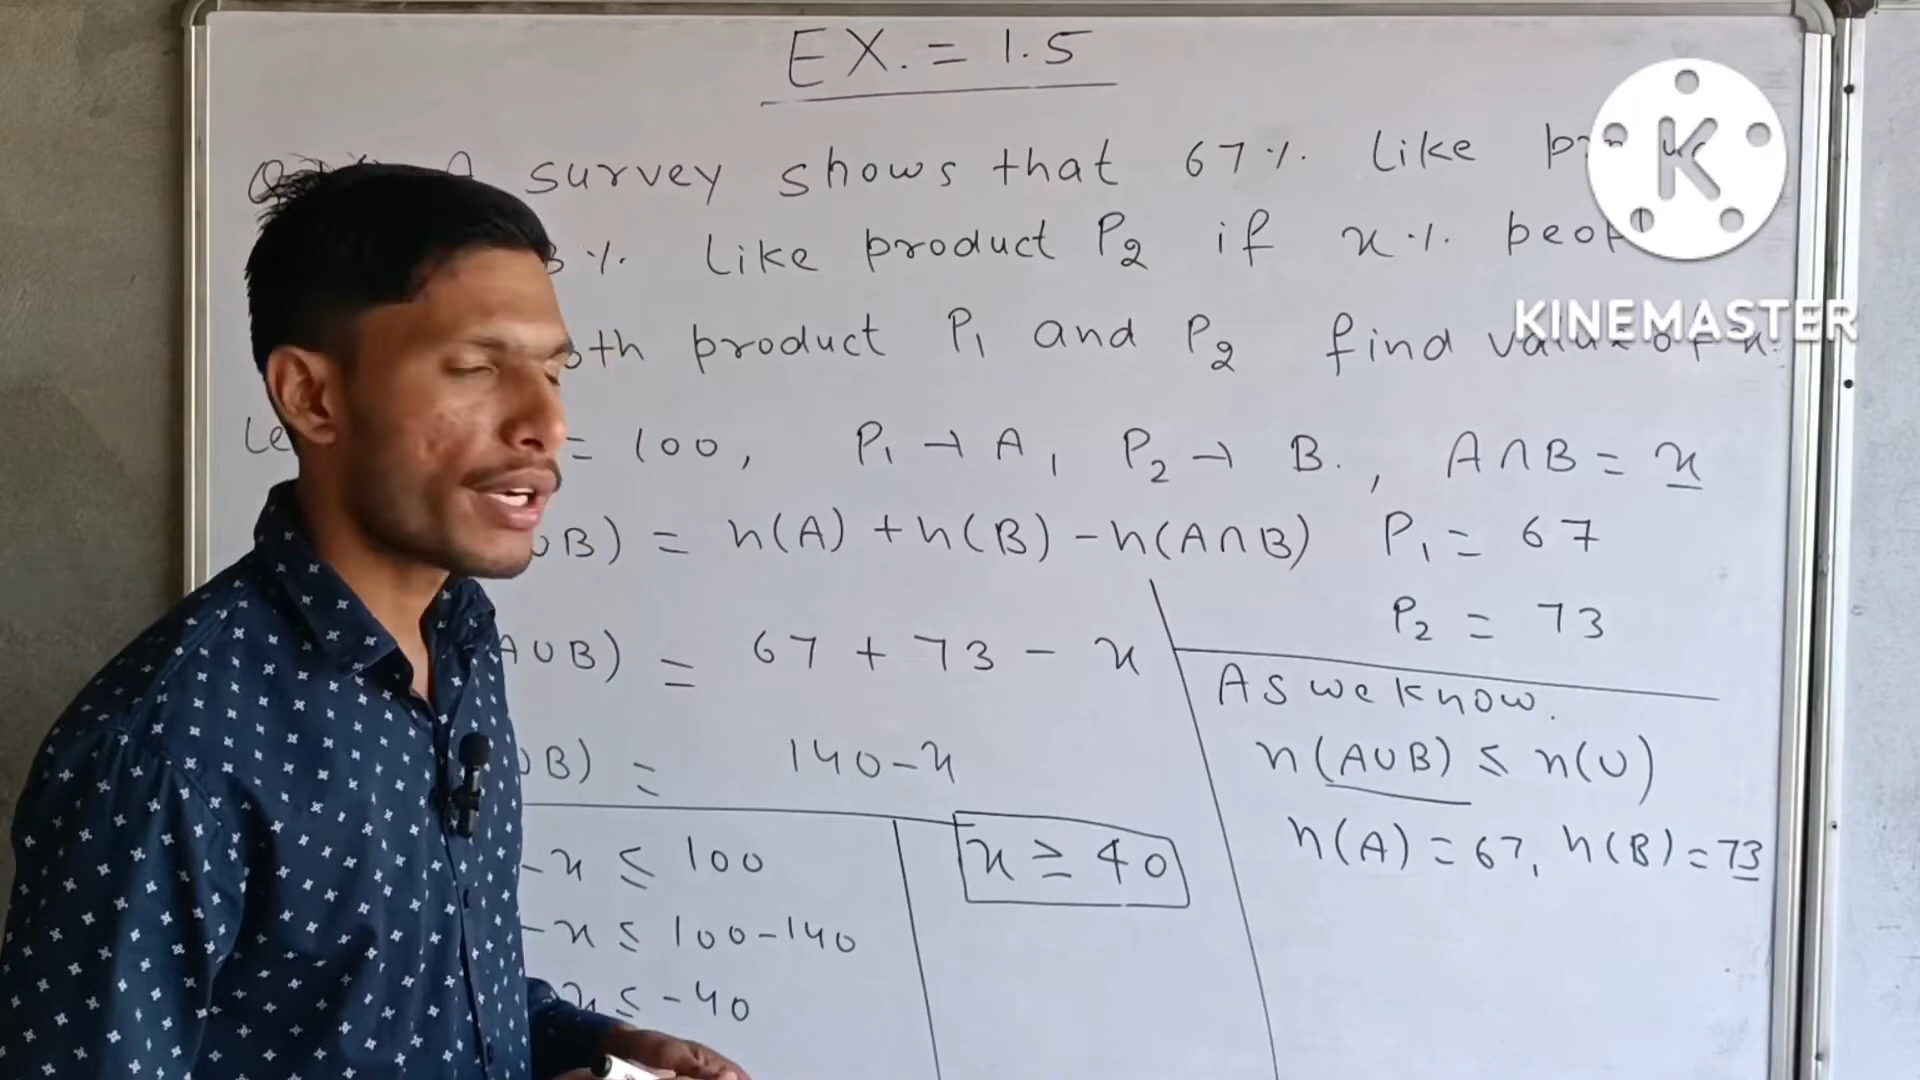 EX. = 1.5
survey shows that 67% Like
% Like product P2 if x%
product P1 and P2 find value of x.
= 100, P1 → A, P2 → B., A∩B = x
B) = n(A) + n(B) - n(A∩B) P1 = 67
P2 = 73
A∪B) = 67 + 73 - x
As we know.
B) = 140-x
n(A∪B) ≤ n(U)
-x ≤ 100
x ≥ 40
n(A) = 67, n(B) = 73
-x ≤ 100-140
x ≤ -40
K
KINEMASTER